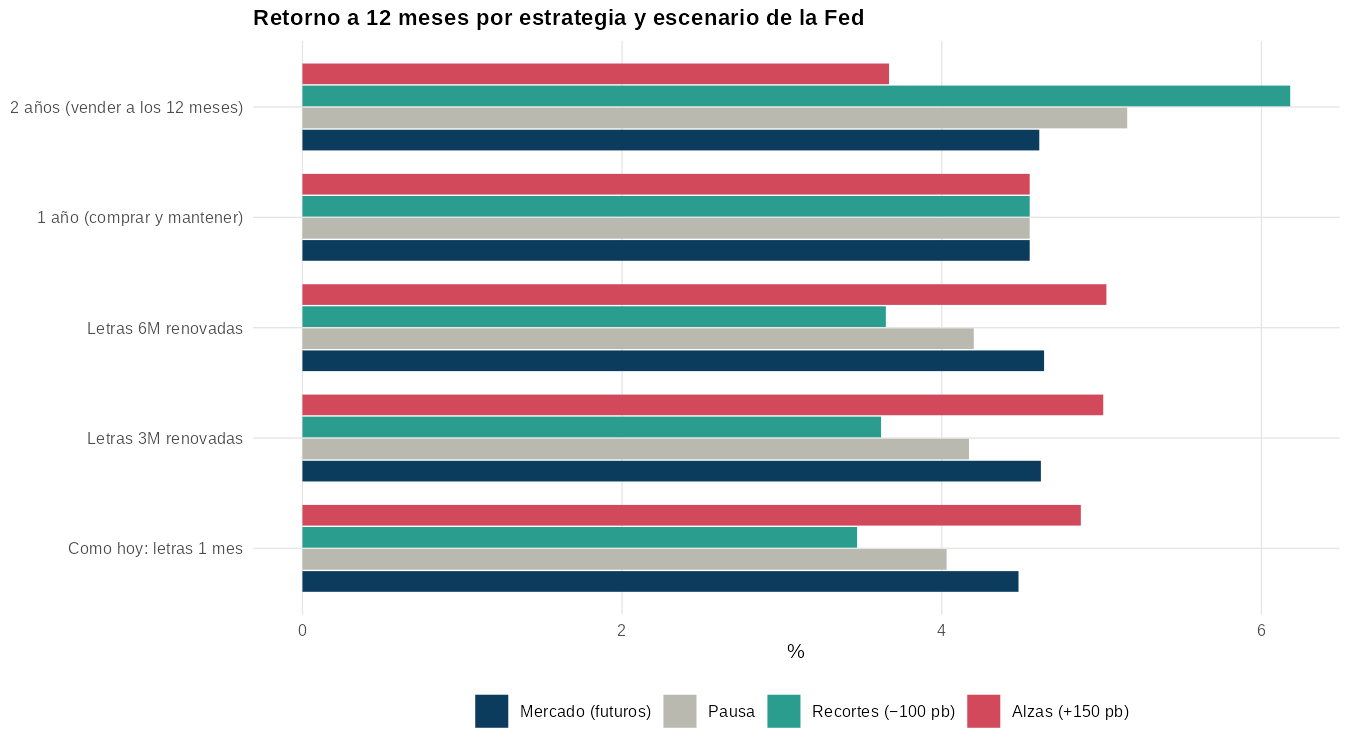 Retorno a 12 meses por estrategia y escenario de la Fed
2 años (vender a los 12 meses)
1 año (comprar y mantener)
Letras 6M renovadas
Letras 3M renovadas
Como hoy: letras 1 mes
0 2 4 6
%
Mercado (futuros) Pausa Recortes (−100 pb) Alzas (+150 pb)